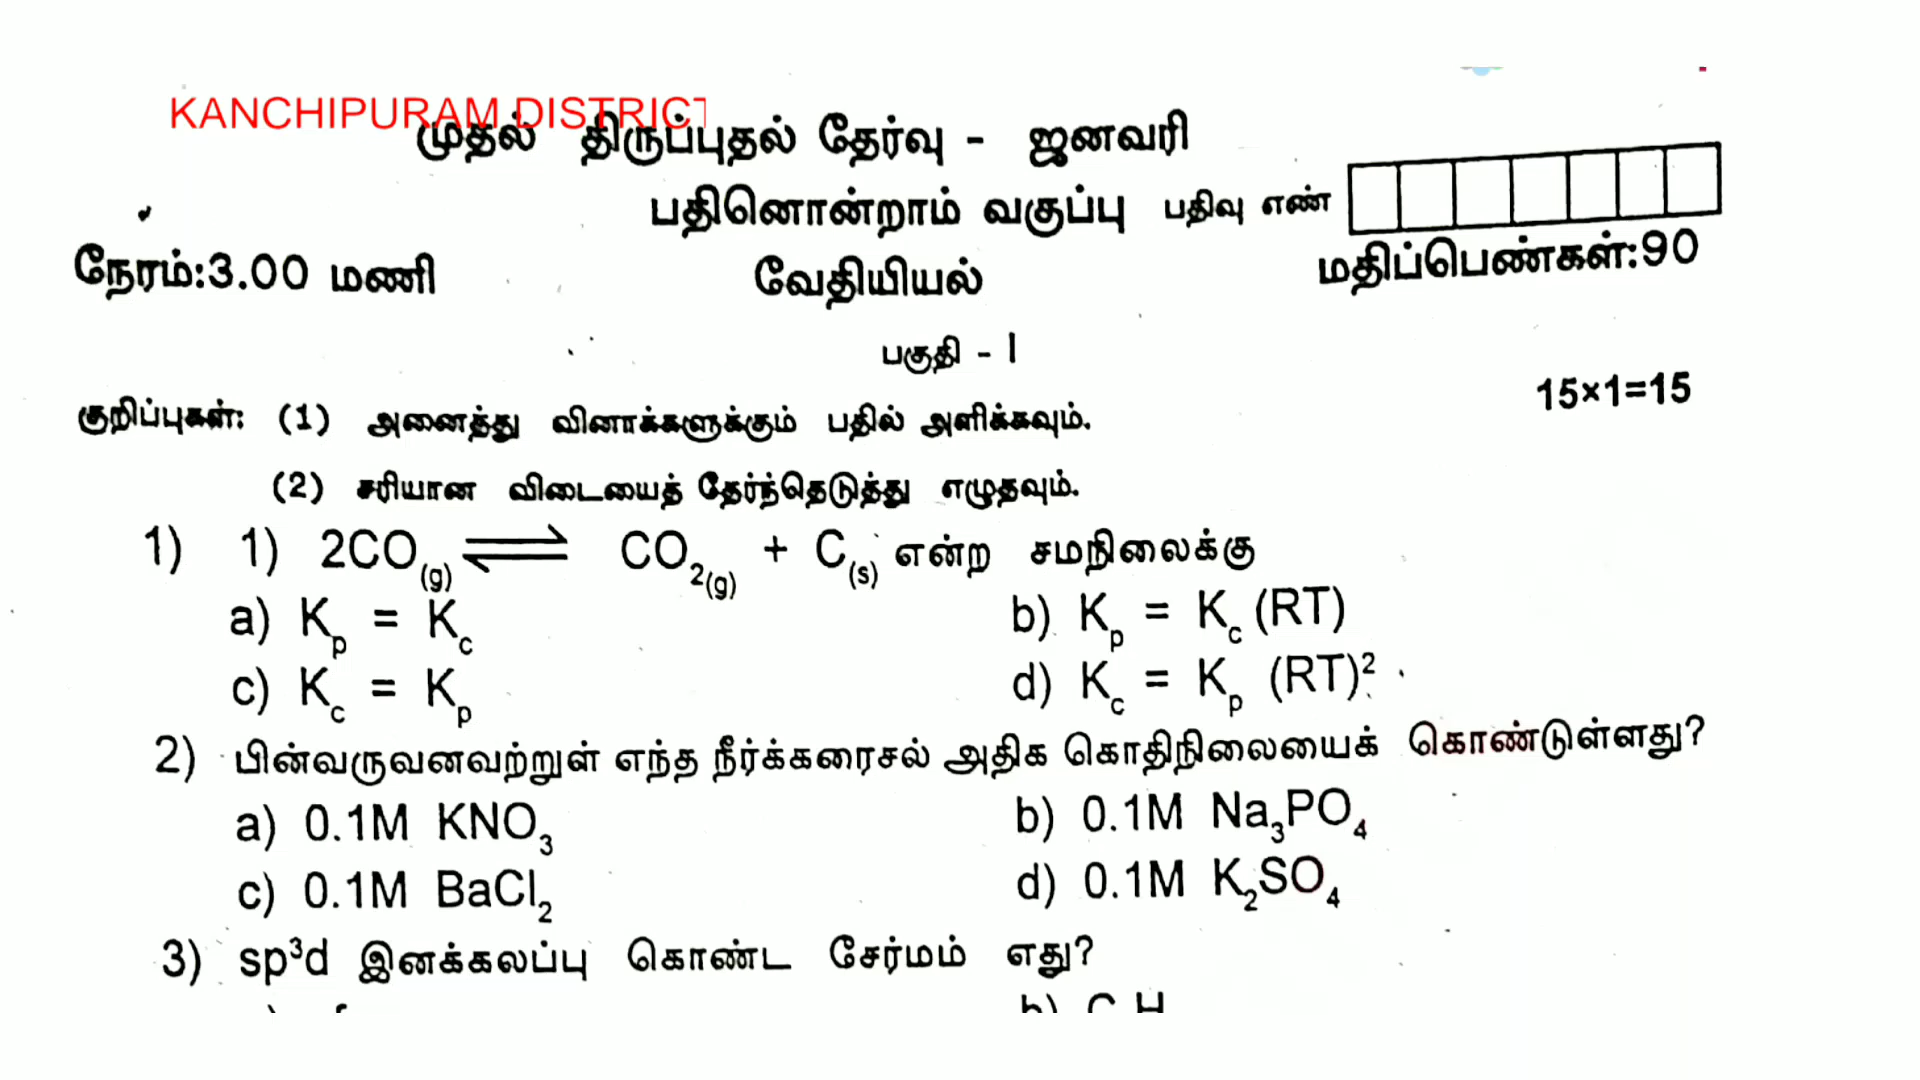 KANCHIPURAM DISTRICT
முதல் திருப்புதல் தேர்வு - ஜனவரி
பதினொன்றாம் வகுப்பு பதிவு எண்
நேரம்:3.00 மணி வேதியியல் மதிப்பெண்கள்:90
பகுதி - I
15×1=15
குறிப்புகள்: (1) அனைத்து வினாக்களுக்கும் பதில் அளிக்கவும்.
(2) சரியான விடையைத் தேர்ந்தெடுத்து எழுதவும்.
1) 1) 2CO(g) ⇌ CO₂(g) + C(s) என்ற சமநிலைக்கு
a) Kp = Kc b) Kp = Kc (RT)
c) Kc = Kp d) Kc = Kp (RT)²
2) பின்வருவனவற்றுள் எந்த நீர்க்கரைசல் அதிக கொதிநிலையைக் கொண்டுள்ளது?
a) 0.1M KNO₃ b) 0.1M Na₃PO₄
c) 0.1M BaCl₂ d) 0.1M K₂SO₄
3) sp³d இனக்கலப்பு கொண்ட சேர்மம் எது?